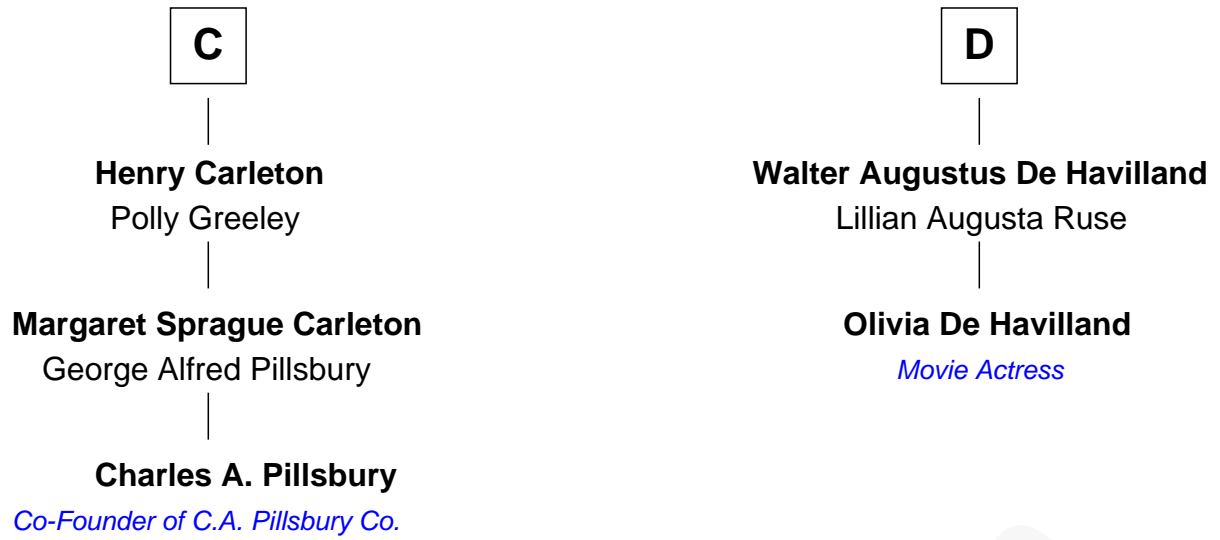 C
Henry Carleton
Polly Greeley
Margaret Sprague Carleton
George Alfred Pillsbury
Charles A. Pillsbury
Co-Founder of C.A. Pillsbury Co.
D
Walter Augustus De Havilland
Lillian Augusta Ruse
Olivia De Havilland
Movie Actress